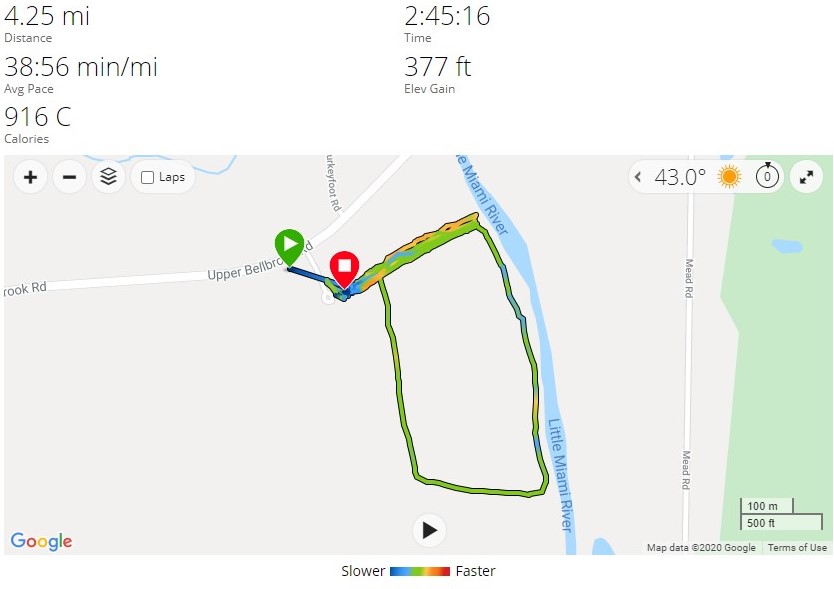 4.25 mi
Distance
2:45:16
Time
38:56 min/mi
Avg Pace
377 ft
Elev Gain
916 C
Calories
Laps
43.0°
0
urkeyfoot Rd
e Miami River
Upper Bellbro
Rd
rook Rd
Mead Rd
Little Miami River
Mead Rd
100 m
500 ft
Google
Map data ©2020 Google
Terms of Use
Slower
Faster